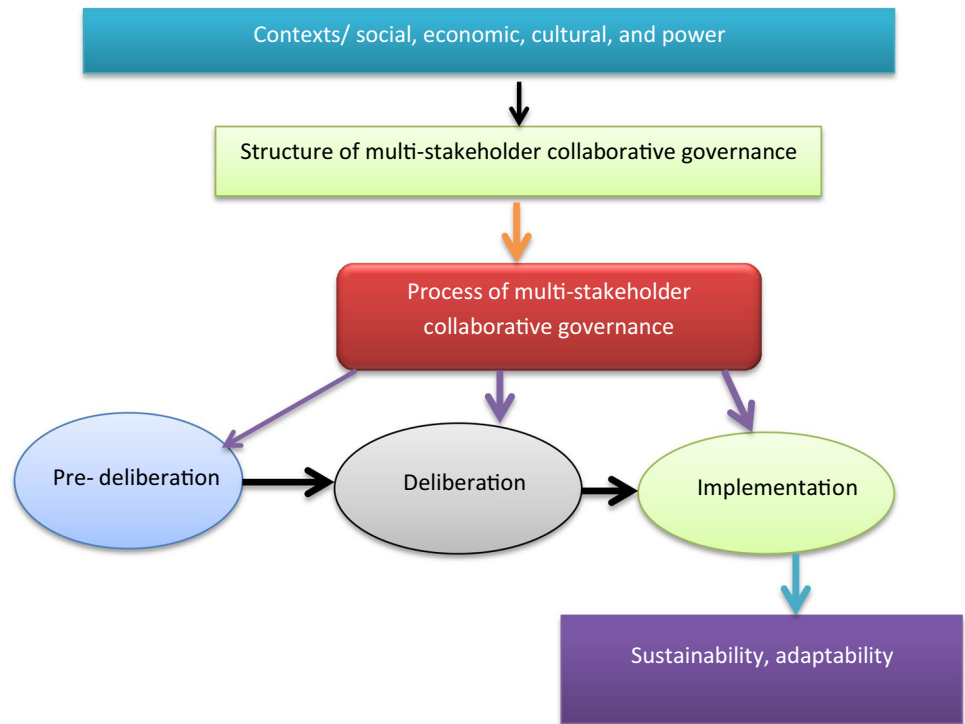 Contexts/ social, economic, cultural, and power
Structure of multi-stakeholder collaborative governance
Process of multi-stakeholder
collaborative governance
Pre- deliberation
Deliberation
Implementation
Sustainability, adaptability